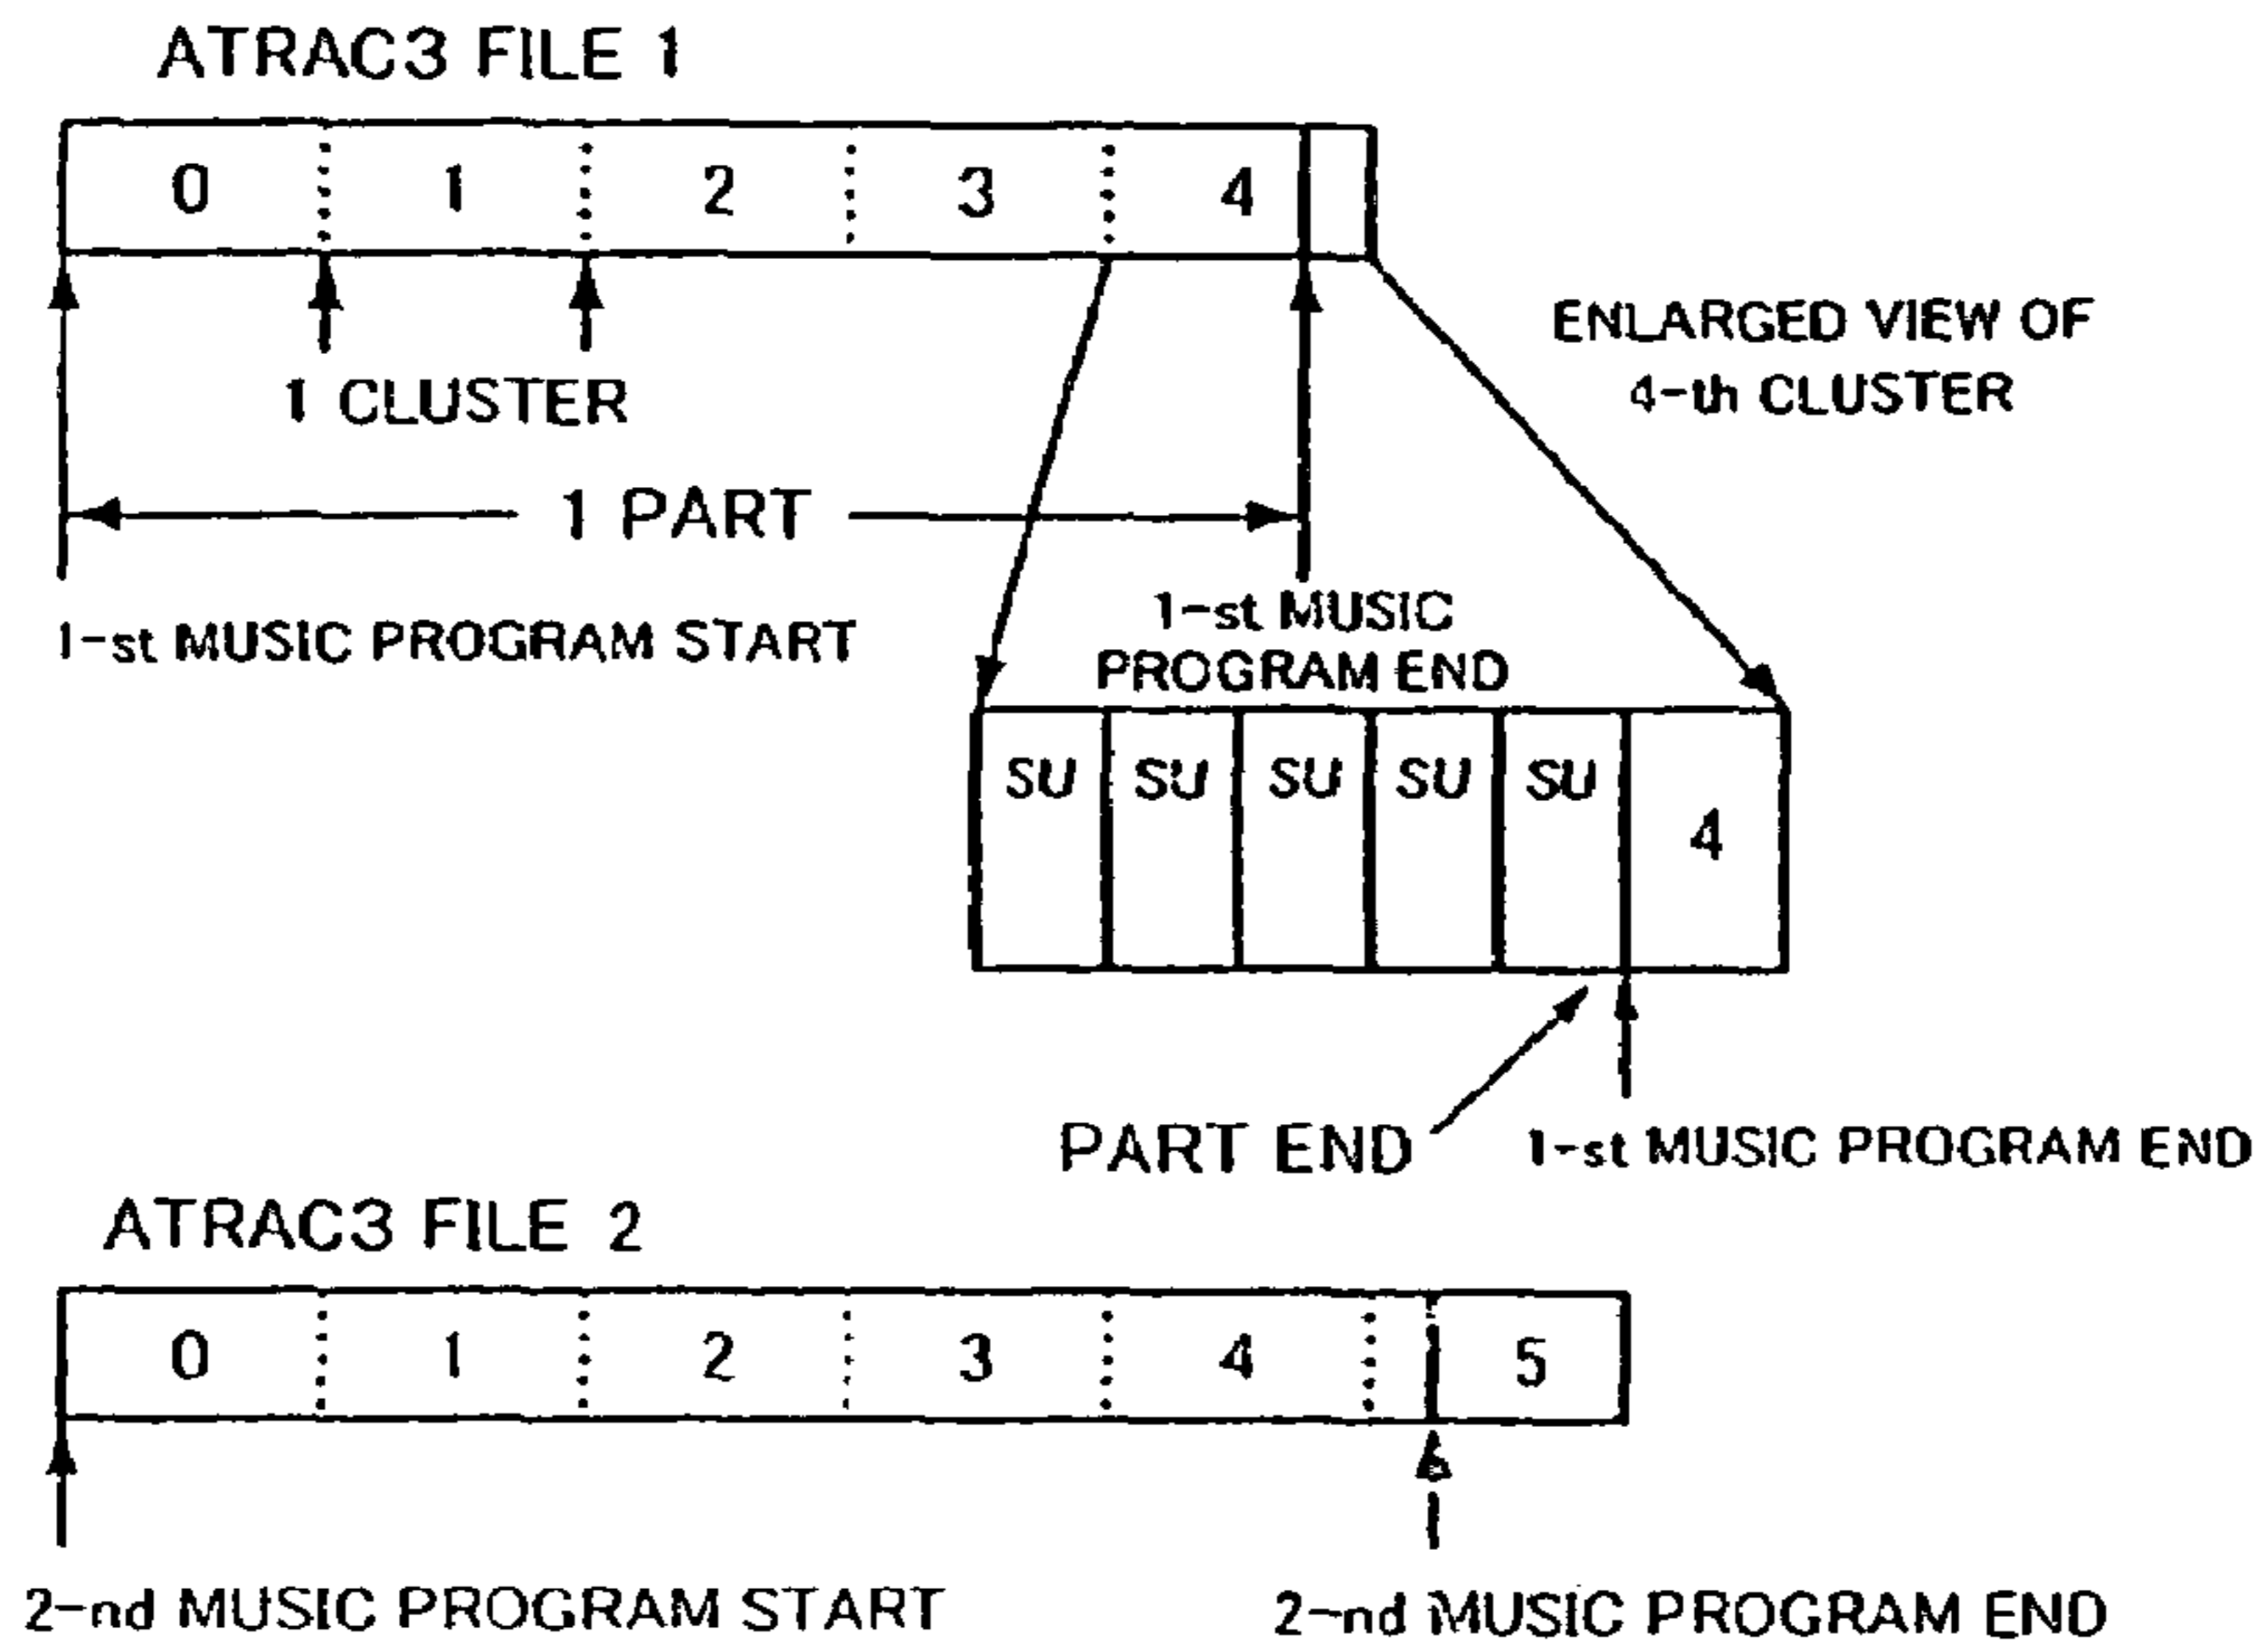 ATRAC3 FILE 1
0 1 2 3 4
ENLARGED VIEW OF
4-th CLUSTER
1 CLUSTER
1 PART
1-st MUSIC PROGRAM START
1-st MUSIC
PROGRAM END
SU SU SU SU SU
4
PART END
1-st MUSIC PROGRAM END
ATRAC3 FILE 2
0 1 2 3 4 5
2-nd MUSIC PROGRAM START
2-nd MUSIC PROGRAM END